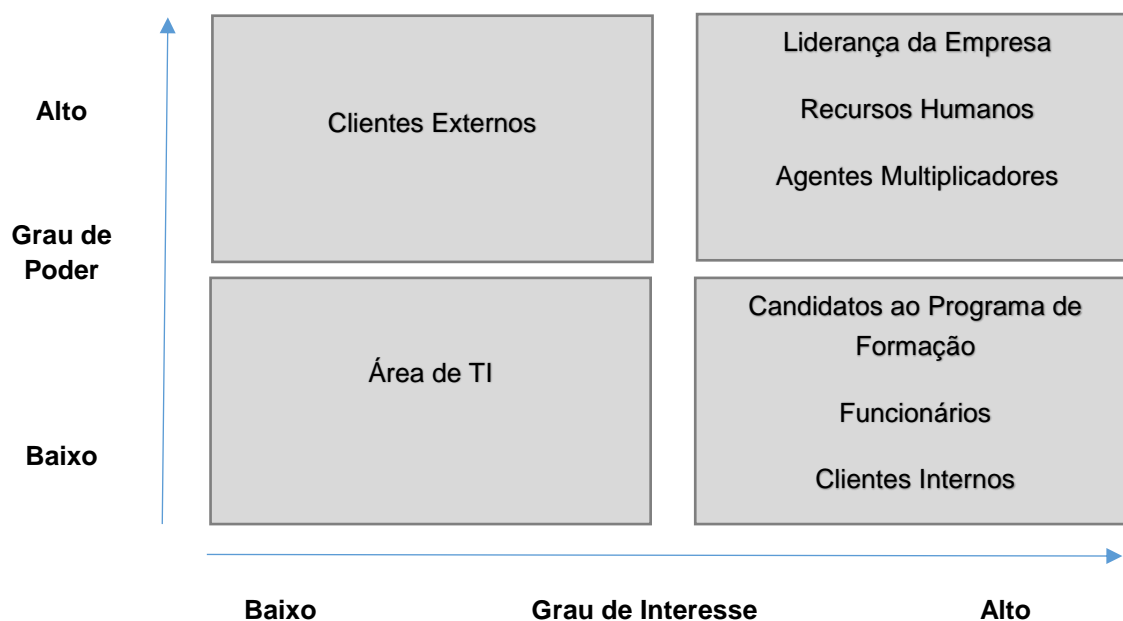 Alto
Grau de
Poder
Baixo
Clientes Externos
Liderança da Empresa
Recursos Humanos
Agentes Multiplicadores
Área de TI
Candidatos ao Programa de
Formação
Funcionários
Clientes Internos
Baixo
Grau de Interesse
Alto